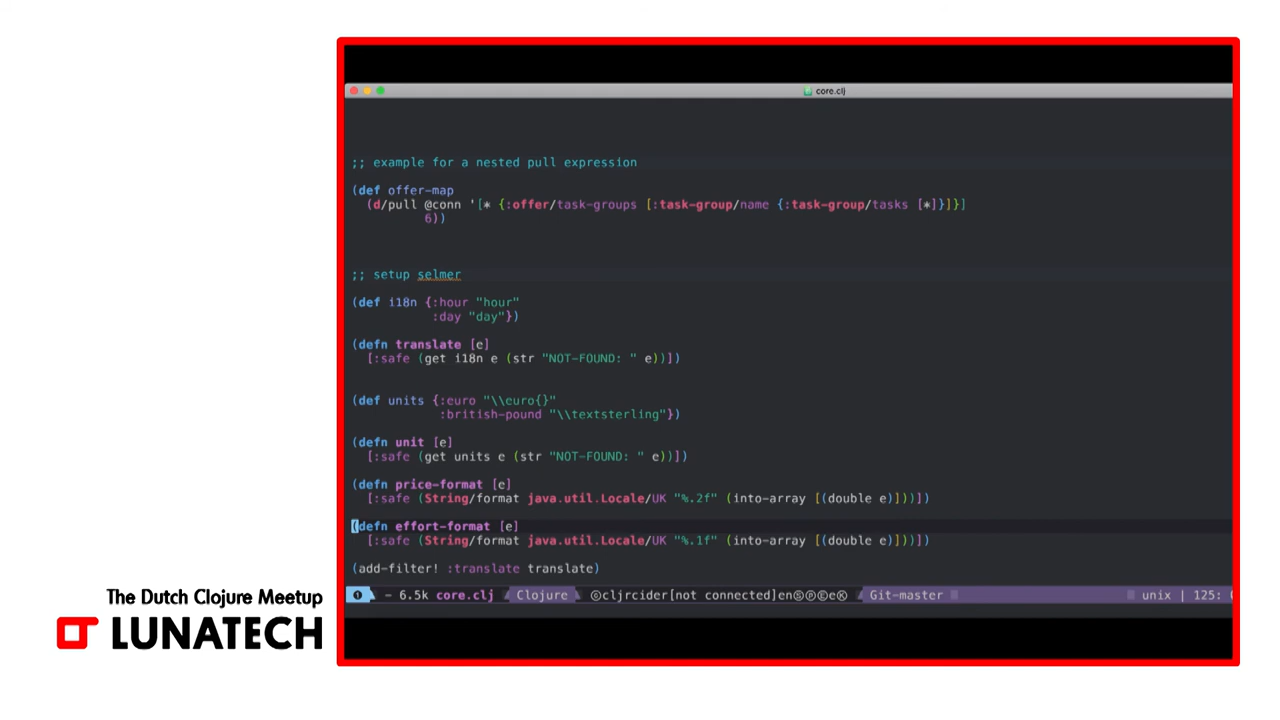 core.clj
;; example for a nested pull expression
(def offer-map
(d/pull @conn '[* {:offer/task-groups [:task-group/name {:task-group/tasks [*]}]}]
6))
;; setup selmer
(def i18n {:hour "hour"
:day "day"})
(defn translate [e]
[:safe (get i18n e (str "NOT-FOUND: " e))])
(def units {:euro "\\euro{}"
:british-pound "\\textsterling"})
(defn unit [e]
[:safe (get units e (str "NOT-FOUND: " e))])
(defn price-format [e]
[:safe (String/format java.util.Locale/UK "%.2f" (into-array [(double e)]))])
(defn effort-format [e]
[:safe (String/format java.util.Locale/UK "%.1f" (into-array [(double e)]))])
(add-filter! :translate translate)
❶ - 6.5k core.clj Clojure ⓒcljrcider[not connected]enⓈⓅⒺeⓀ Git-master unix | 125:
The Dutch Clojure Meetup
LUNATECH